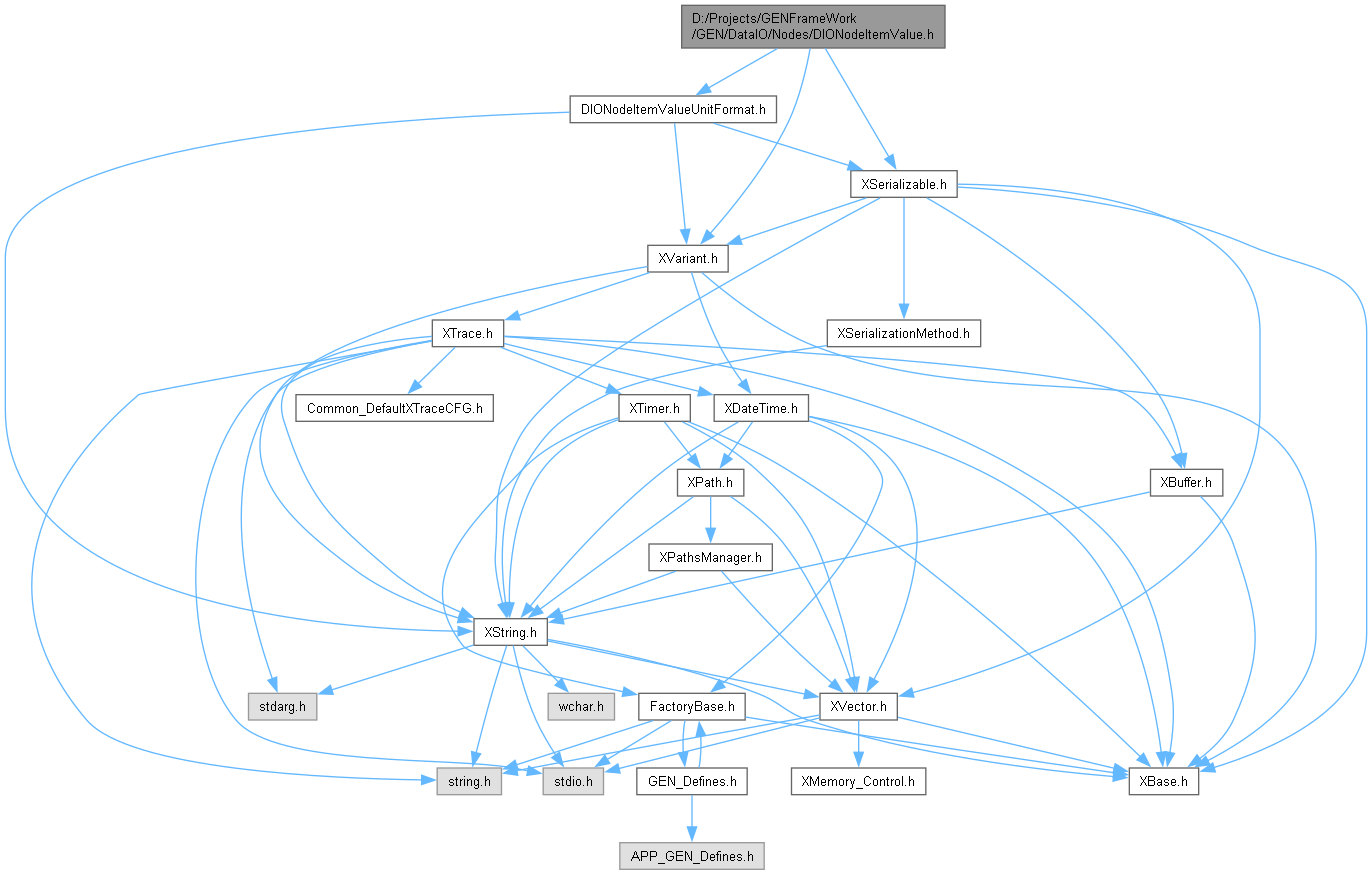 D:/Projects/GENFrameWork
/GEN/DataIO/Nodes/DIONodeItemValue.h
DIONodeItemValueUnitFormat.h
XSerializable.h
XVariant.h
XTrace.h
XSerializationMethod.h
Common_DefaultXTraceCFG.h
XTimer.h
XDateTime.h
XPath.h
XBuffer.h
XPathsManager.h
XString.h
stdarg.h
wchar.h
FactoryBase.h
XVector.h
string.h
stdio.h
GEN_Defines.h
XMemory_Control.h
XBase.h
APP_GEN_Defines.h